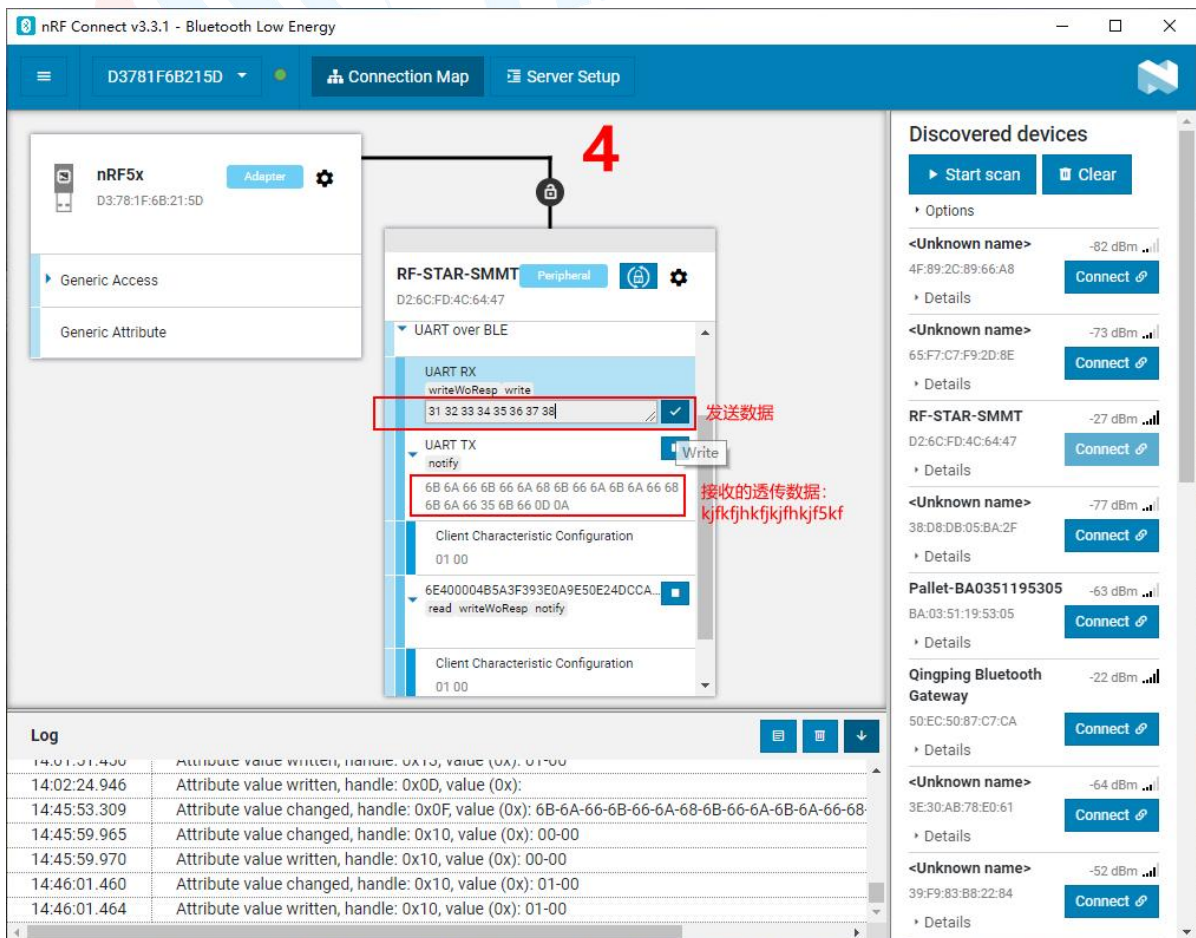 nRF Connect v3.3.1 - Bluetooth Low Energy
D3781F6B215D
Connection Map
Server Setup
4
nRF5x
Adapter
D3:78:1F:6B:21:5D
Generic Access
Generic Attribute
RF-STAR-SMMT
Peripheral
D2:6C:FD:4C:64:47
UART over BLE
UART RX
writeWoResp write
31 32 33 34 35 36 37 38
发送数据
UART TX
notify
Write
6B 6A 66 6B 66 6A 68 6B 66 6A 6B 6A 66 68
6B 6A 66 35 6B 66 0D 0A
接收的透传数据：
kjfkfjhkfjkjfhkjf5kf
Client Characteristic Configuration
01 00
6E400004B5A3F393E0A9E50E24DCCA...
read writeWoResp notify
Client Characteristic Configuration
01 00
Discovered devices
Start scan
Clear
Options
<Unknown name>
-82 dBm
4F:89:2C:89:66:A8
Connect
Details
<Unknown name>
-73 dBm
65:F7:C7:F9:2D:8E
Connect
Details
RF-STAR-SMMT
-27 dBm
D2:6C:FD:4C:64:47
Connect
Details
<Unknown name>
-77 dBm
38:D8:DB:05:BA:2F
Connect
Details
Pallet-BA0351195305
-63 dBm
BA:03:51:19:53:05
Connect
Details
Qingping Bluetooth
Gateway
-22 dBm
50:EC:50:87:C7:CA
Connect
Details
<Unknown name>
-64 dBm
3E:30:AB:78:E0:61
Connect
Details
<Unknown name>
-52 dBm
39:F9:83:B8:22:84
Connect
Details
Log
14:01:51.450 Attribute value written, handle: 0x13, value (0x): 01-00
14:02:24.946 Attribute value written, handle: 0x0D, value (0x):
14:45:53.309 Attribute value changed, handle: 0x0F, value (0x): 6B-6A-66-6B-66-6A-68-6B-66-6A-6B-6A-66-68-
14:45:59.965 Attribute value changed, handle: 0x10, value (0x): 00-00
14:45:59.970 Attribute value written, handle: 0x10, value (0x): 00-00
14:46:01.460 Attribute value changed, handle: 0x10, value (0x): 01-00
14:46:01.464 Attribute value written, handle: 0x10, value (0x): 01-00